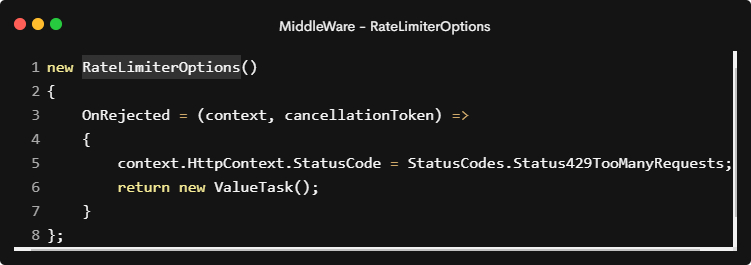 MiddleWare - RateLimiterOptions
1 new RateLimiterOptions()
2 {
3     OnRejected = (context, cancellationToken) =>
4     {
5         context.HttpContext.StatusCode = StatusCodes.Status429TooManyRequests;
6         return new ValueTask();
7     }
8 };